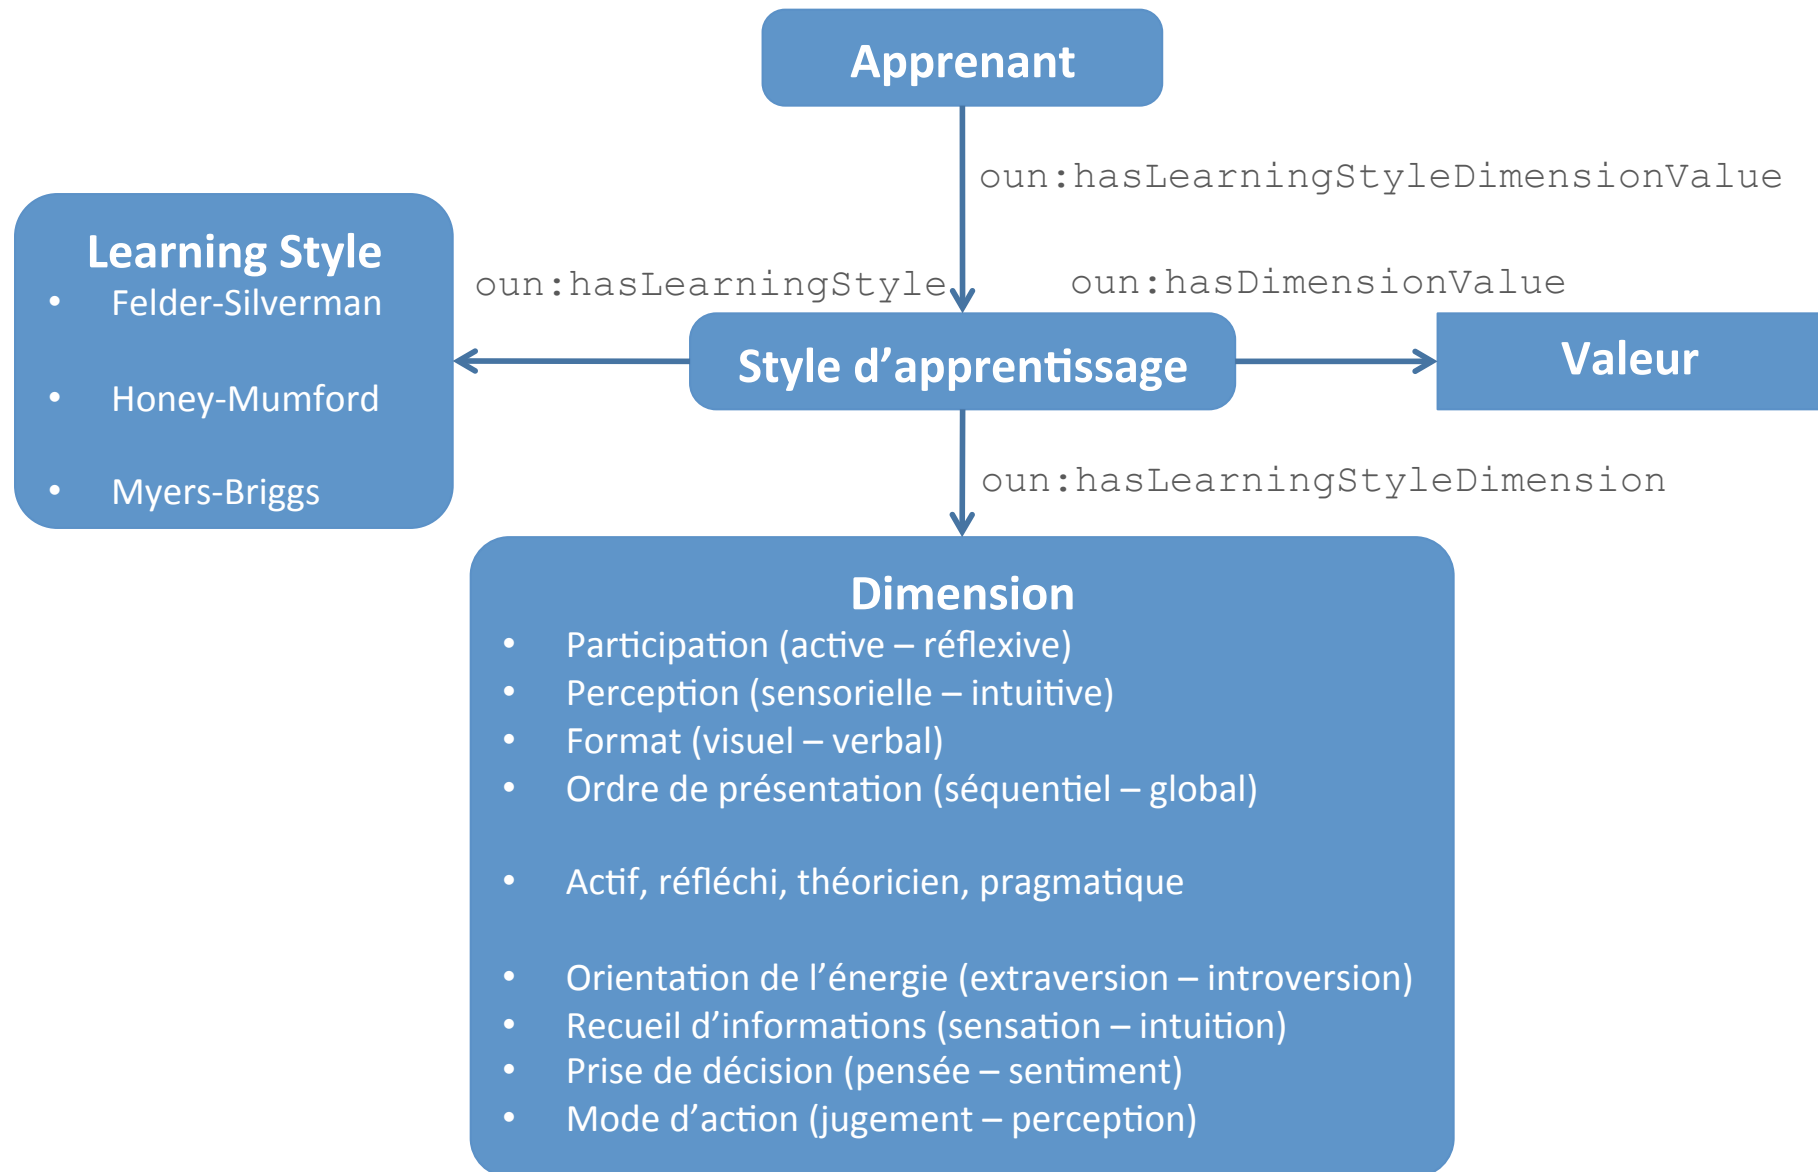 Apprenant
oun:hasLearningStyleDimensionValue
Learning Style
• Felder-Silverman
• Honey-Mumford
• Myers-Briggs
oun:hasLearningStyle
oun:hasDimensionValue
Style d’apprentissage
Valeur
oun:hasLearningStyleDimension
Dimension
• Participation (active – réflexive)
• Perception (sensorielle – intuitive)
• Format (visuel – verbal)
• Ordre de présentation (séquentiel – global)
• Actif, réfléchi, théoricien, pragmatique
• Orientation de l’énergie (extraversion – introversion)
• Recueil d’informations (sensation – intuition)
• Prise de décision (pensée – sentiment)
• Mode d’action (jugement – perception)